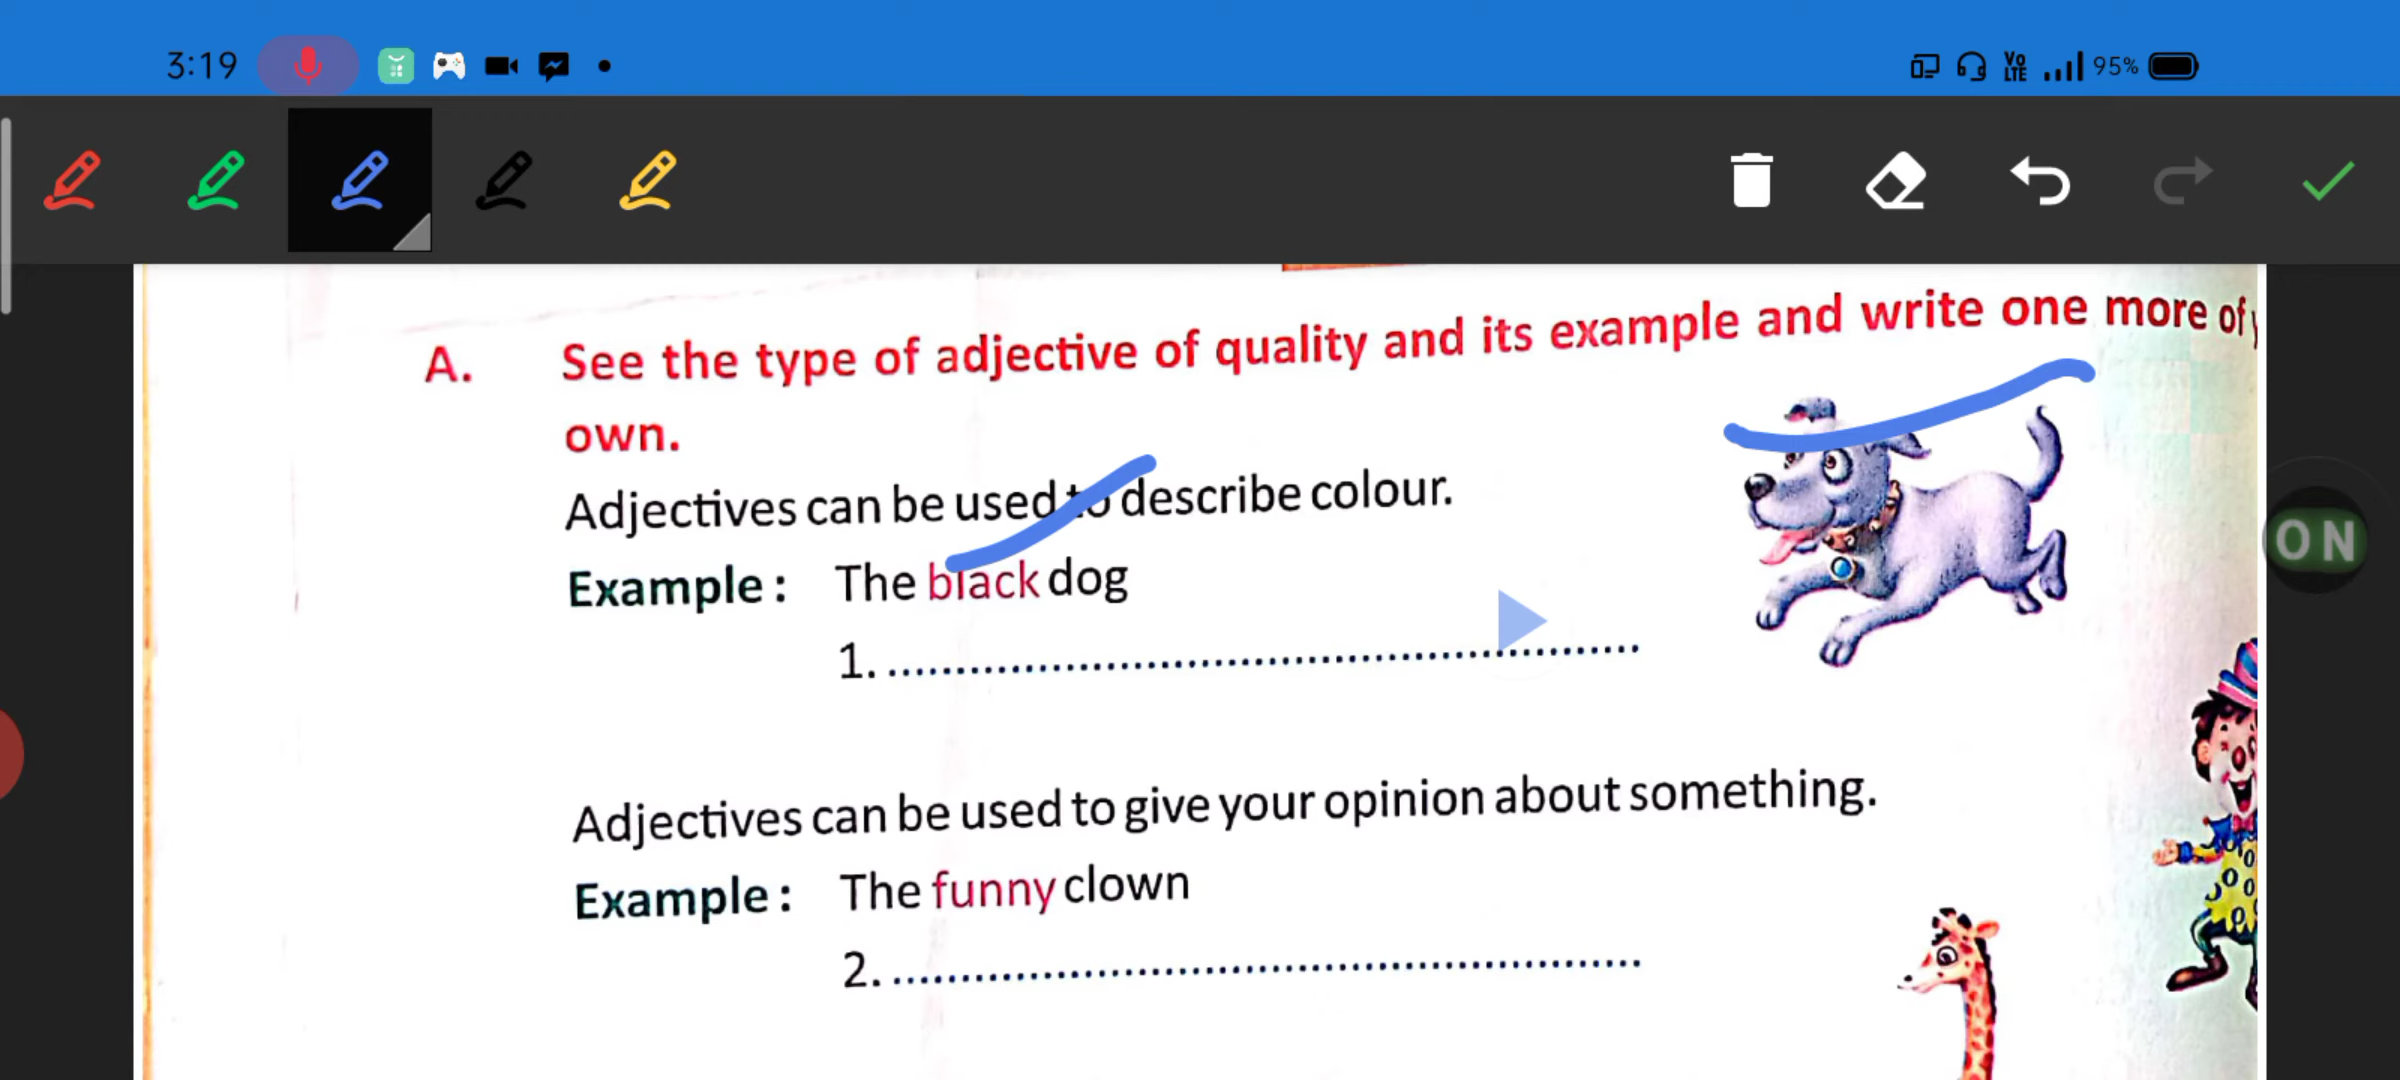 3:19
VO LTE 95%
A. See the type of adjective of quality and its example and write one more of
own.
Adjectives can be used to describe colour.
Example : The black dog
1. ................................................................
ON
Adjectives can be used to give your opinion about something.
Example : The funny clown
2. ................................................................